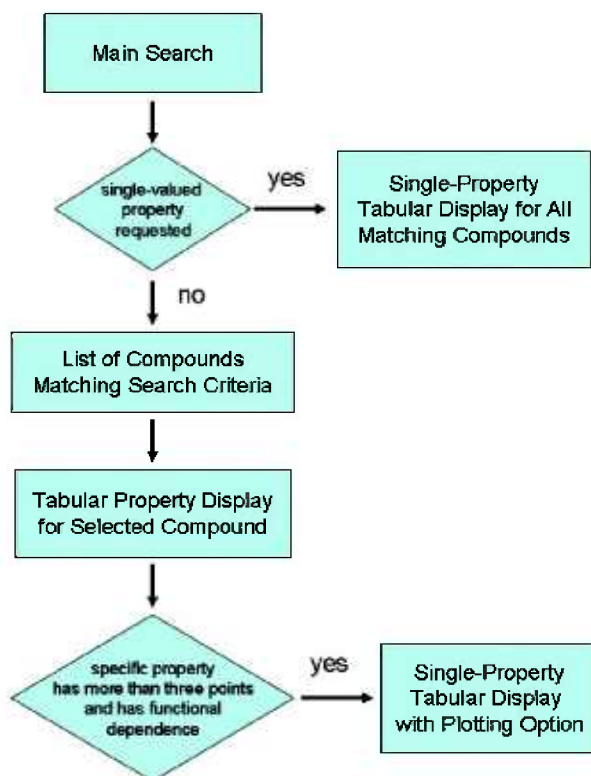 Main Search
single-valued
property
requested
yes
Single-Property
Tabular Display for All
Matching Compounds
no
List of Compounds
Matching Search Criteria
Tabular Property Display
for Selected Compound
specific property
has more than three points
and has functional
dependence
yes
Single-Property
Tabular Display
with Plotting Option